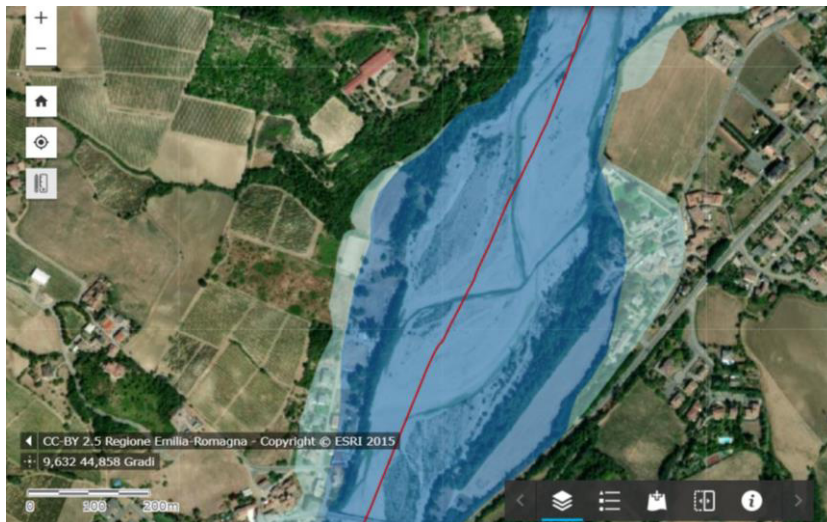 +
−
CC-BY 2.5 Regione Emilia-Romagna - Copyright © ESRI 2015
9,632 44,858 Gradi
0 100 200m